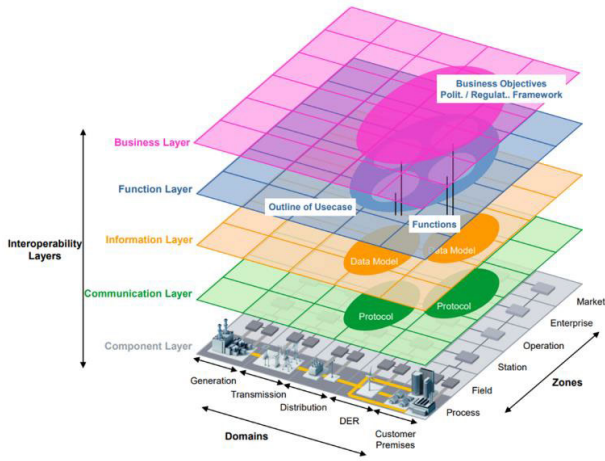 Business Objectives
Polit. / Regulat.. Framework
Business Layer
Function Layer
Outline of Usecase
Functions
Interoperability
Layers
Information Layer
Data Model
Data Model
Communication Layer
Protocol
Protocol
Component Layer
Market
Enterprise
Operation
Station
Field
Process
Zones
Generation
Transmission
Distribution
DER
Customer
Premises
Domains